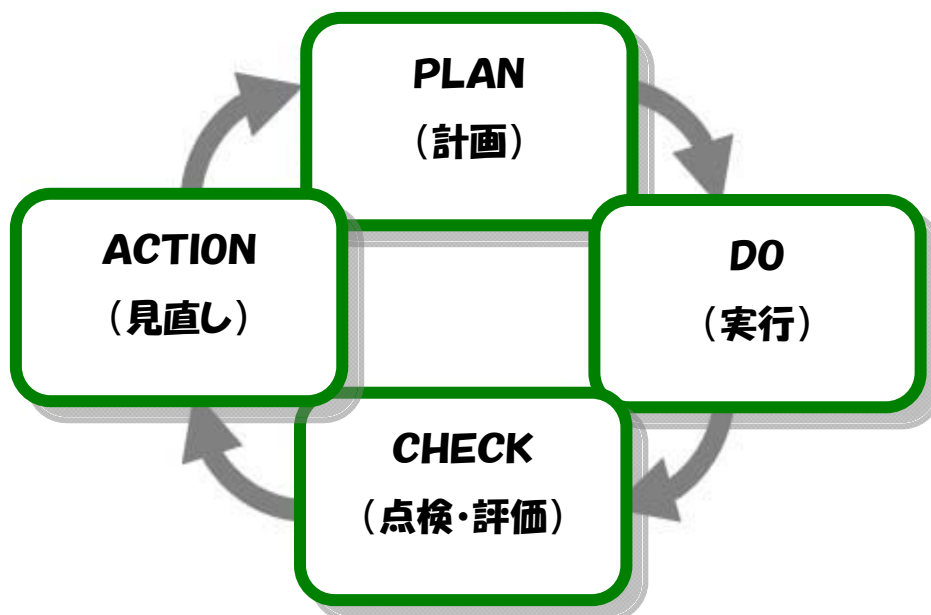 PLAN
（計画）
DO
（実行）
CHECK
（点検・評価）
ACTION
（見直し）